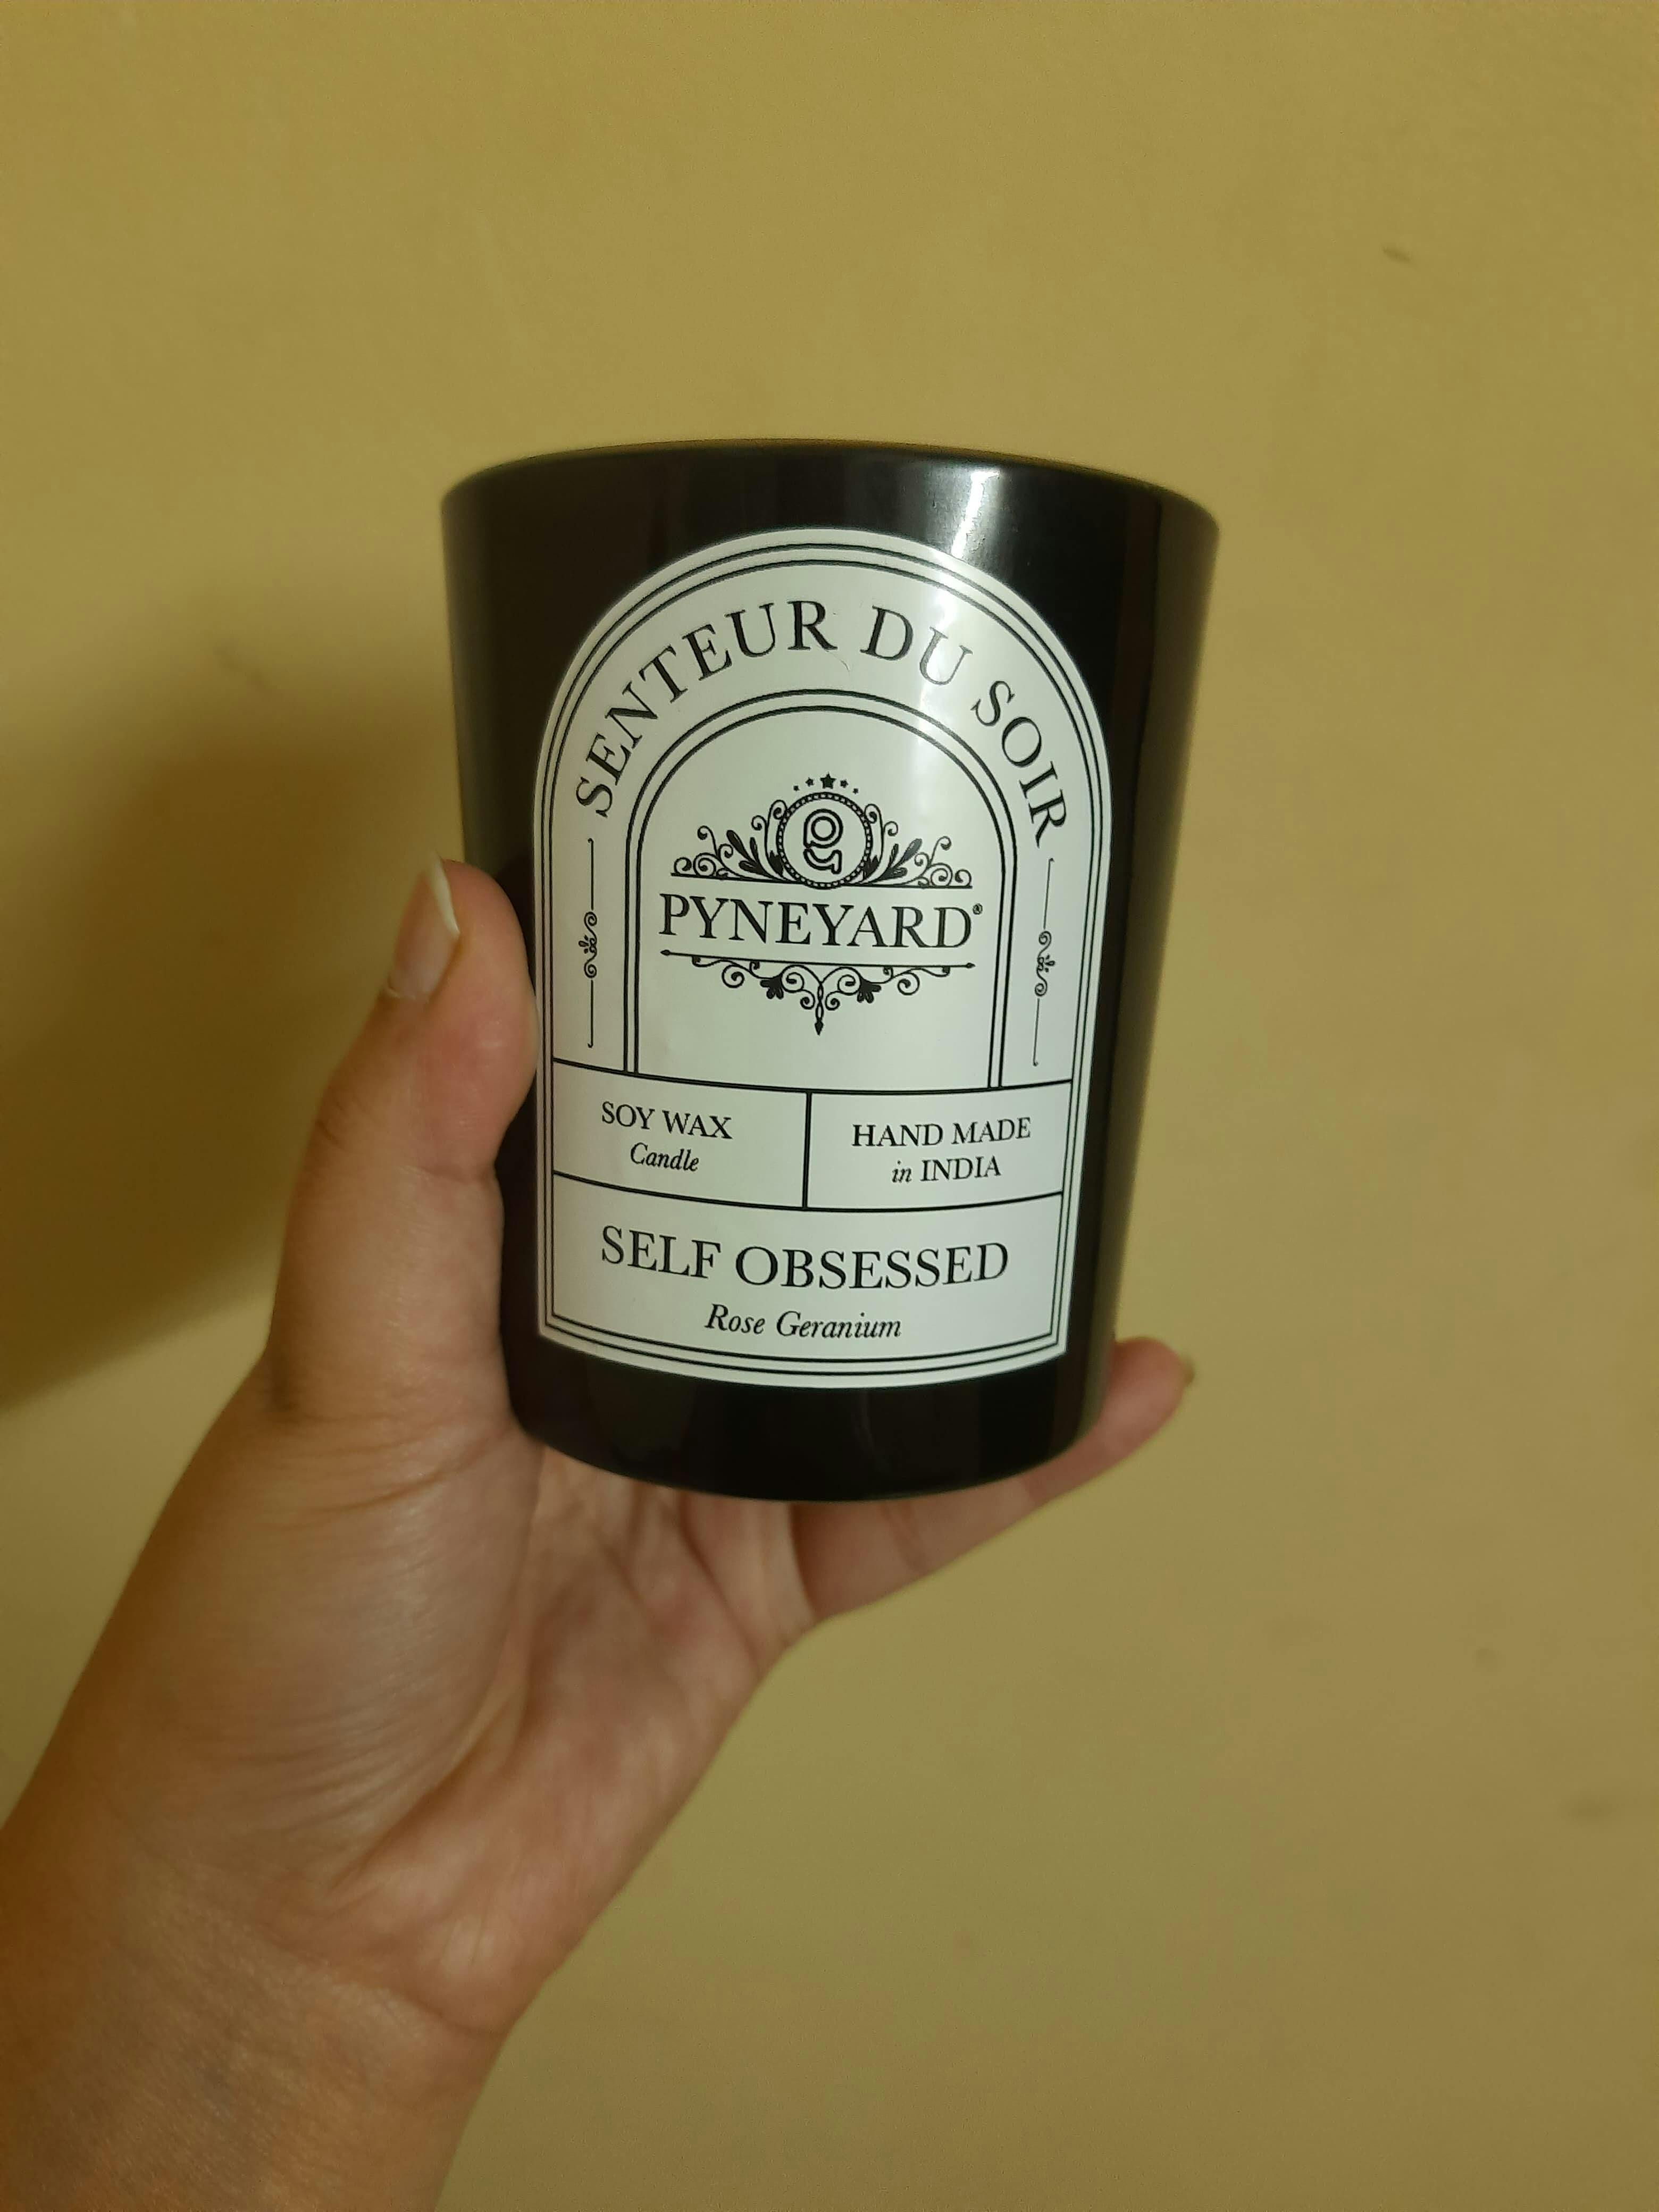 SENTEUR DU SOIR
PYNEYARD®
SOY WAX
Candle
HAND MADE
in INDIA
SELF OBSESSED
Rose Geranium